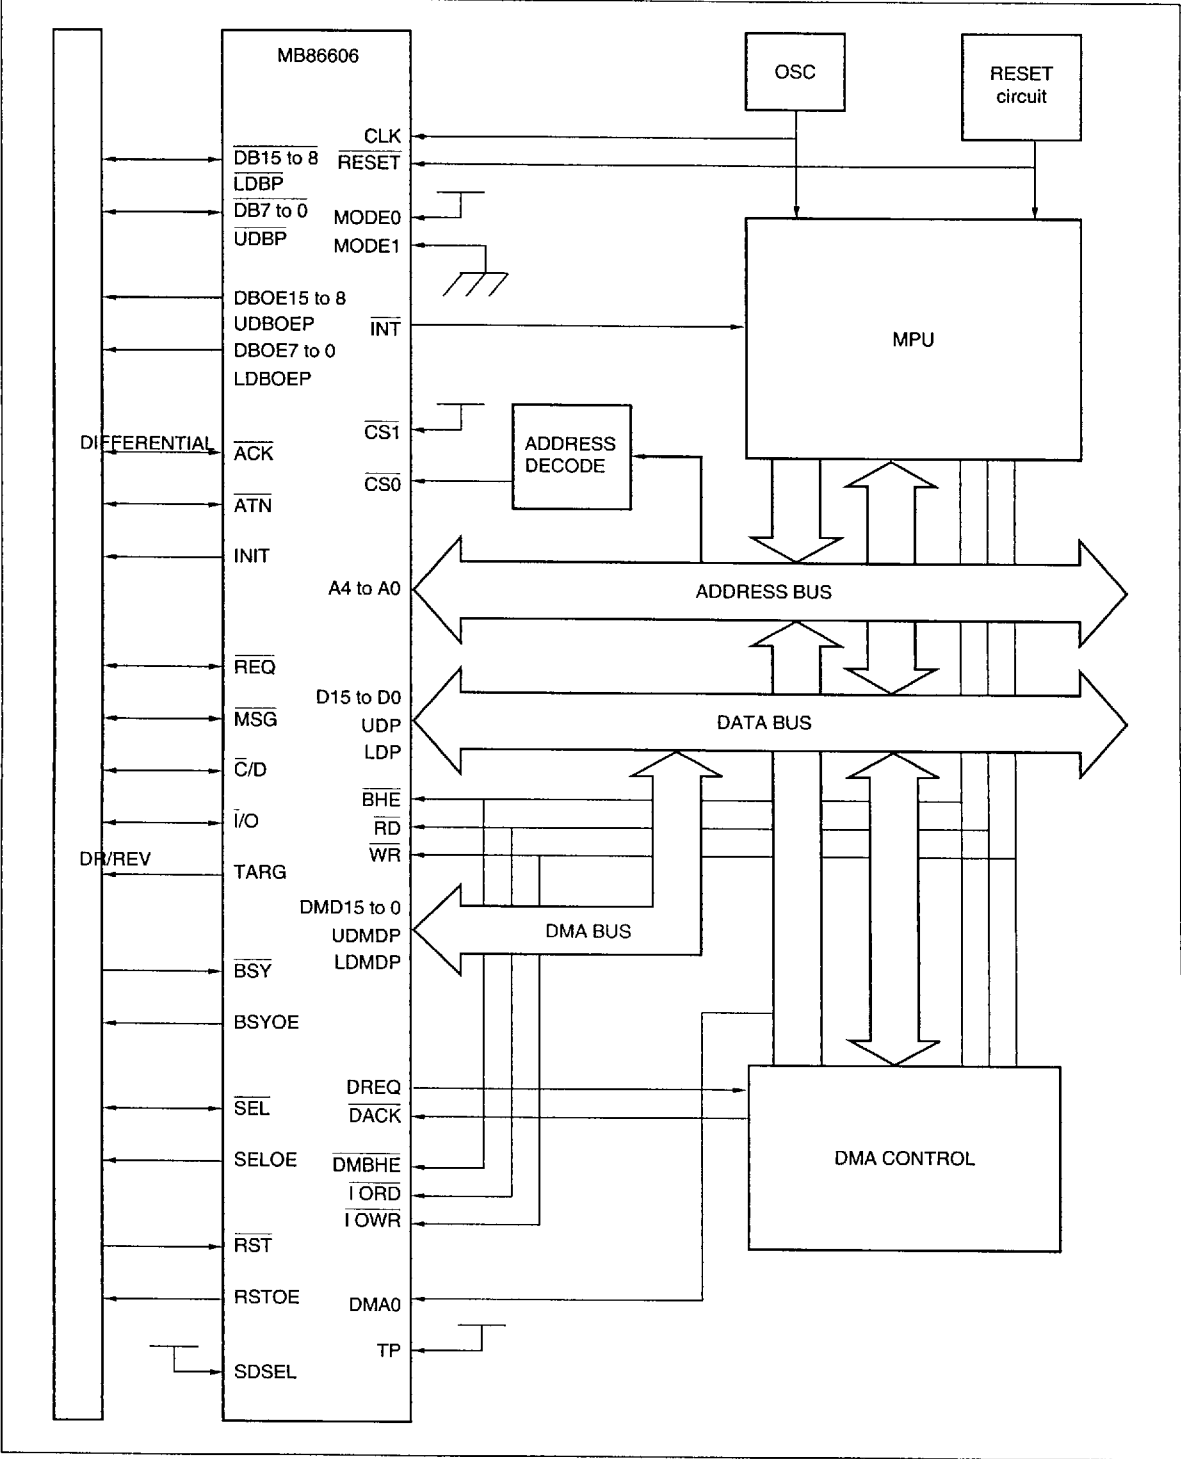 MB86606
OSC
RESET
circuit
CLK
RESET
DB15 to 8
LDBP
DB7 to 0
UDBP
MODE0
MODE1
DBOE15 to 8
UDBOEP
DBOE7 to 0
LDBOEP
INT
MPU
CS1
ADDRESS
DECODE
CS0
DIFFERENTIAL
ACK
ATN
INIT
A4 to A0
ADDRESS BUS
REQ
MSG
C/D
I/O
D15 to D0
UDP
LDP
DATA BUS
BHE
RD
WR
DR/REV
TARG
DMD15 to 0
UDMDP
LDMDP
DMA BUS
BSY
BSYOE
DREQ
DACK
SEL
SELOE
DMBHE
I ORD
I OWR
DMA CONTROL
RST
RSTOE
DMA0
TP
SDSEL